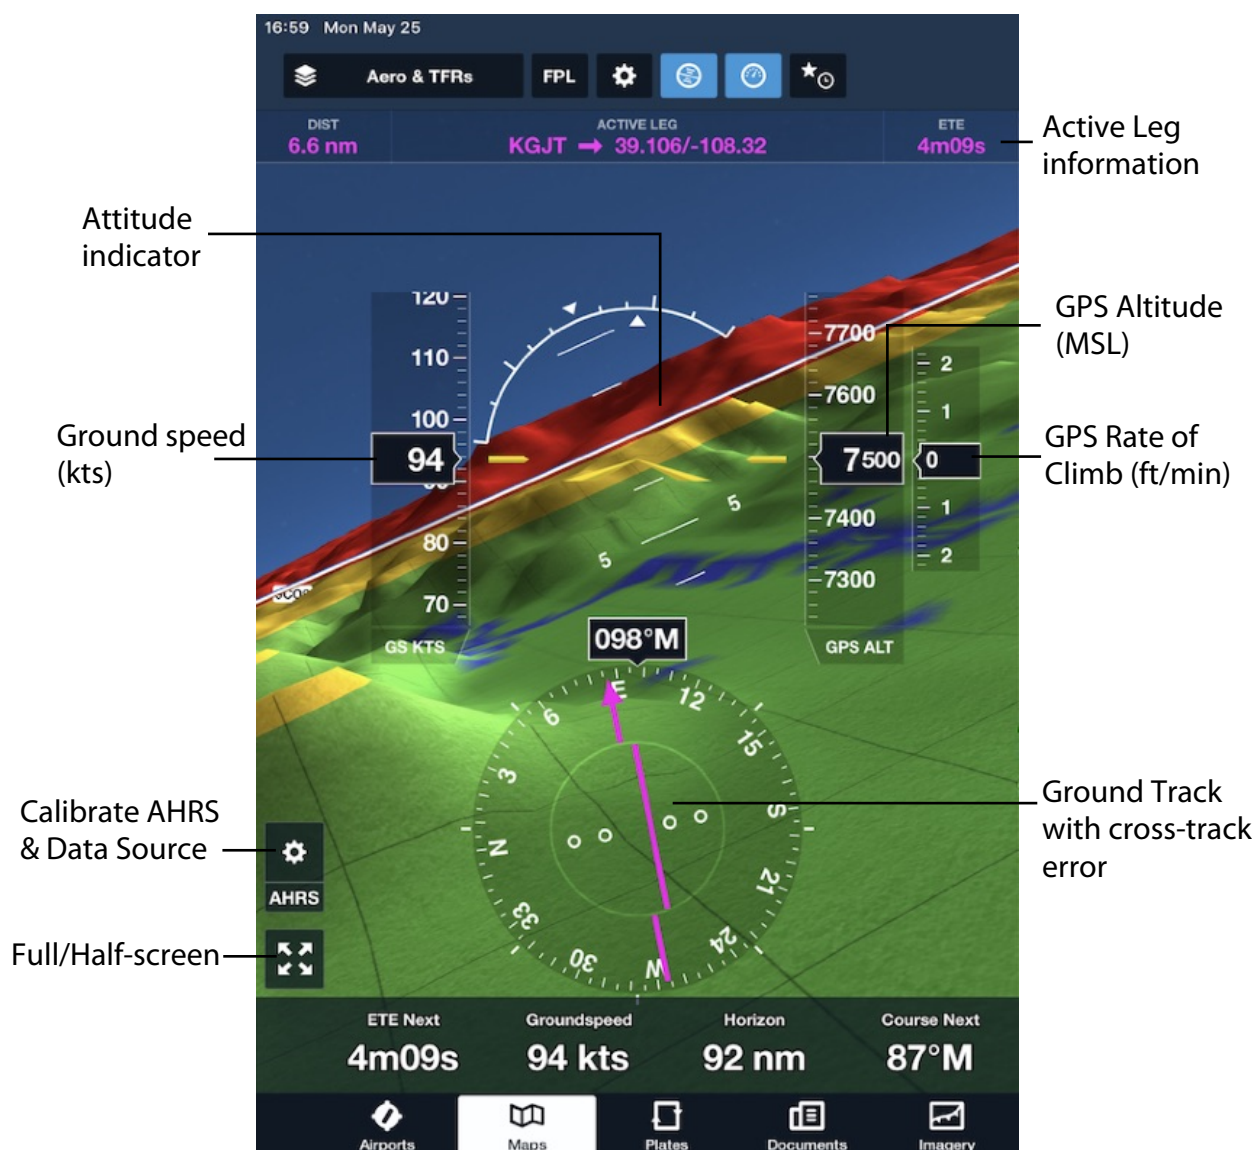 16:59 Mon May 25
Aero & TFRs
FPL
DIST
6.6 nm
ACTIVE LEG
KGJT → 39.106/-108.32
ETE
4m09s
Active Leg
information
Attitude
indicator
120
110
100
94
80
70
GS KTS
7700
7600
7500
7400
7300
GPS ALT
2
1
0
1
2
GPS Altitude
(MSL)
Ground speed
(kts)
GPS Rate of
Climb (ft/min)
5
5
098°M
E
12
15
S
21
24
W
30
33
N
3
6
Calibrate AHRS
& Data Source
AHRS
Ground Track
with cross-track
error
Full/Half-screen
ETE Next
4m09s
Groundspeed
94 kts
Horizon
92 nm
Course Next
87°M
Airports
Maps
Plates
Documents
Imagery